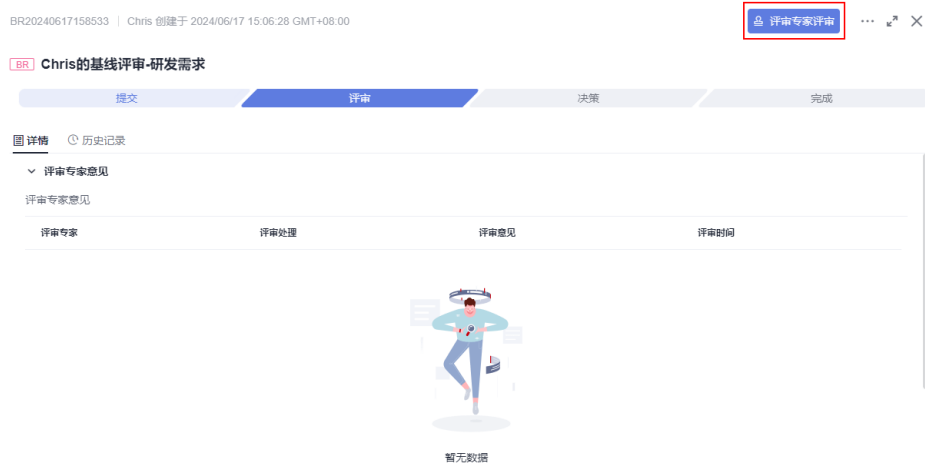 BR20240617158533 | Chris 创建于 2024/06/17 15:06:28 GMT+08:00 评审专家评审
BR Chris的基线评审-研发需求
提交 评审 决策 完成
详情 历史记录
评审专家意见
评审专家意见
评审专家 评审处理 评审意见 评审时间
暂无数据